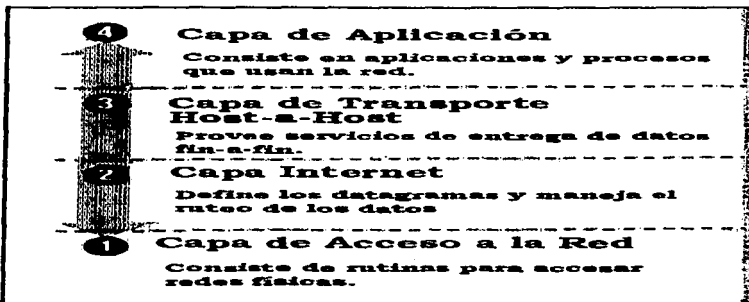 4 Capa de Aplicación
Consiste en aplicaciones y procesos
que usan la red.
3 Capa de Transporte
Host-a-Host
Provee servicios de entrega de datos
fin-a-fin.
2 Capa Internet
Define los datagramas y maneja el
ruteo de los datos
1 Capa de Acceso a la Red
Consiste de rutinas para accesar
redes físicas.